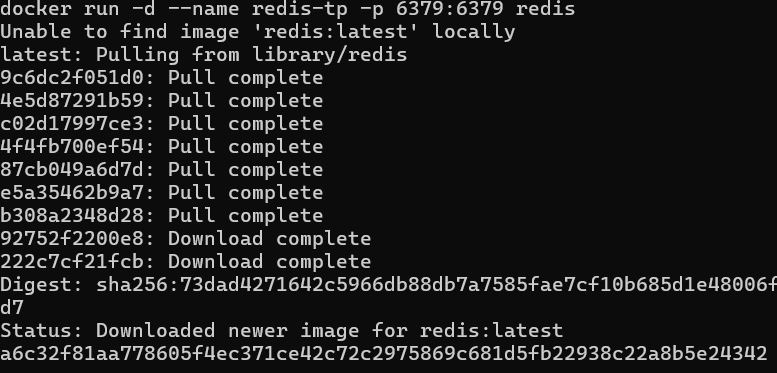 docker run -d --name redis-tp -p 6379:6379 redis
Unable to find image 'redis:latest' locally
latest: Pulling from library/redis
9c6dc2f051d0: Pull complete
4e5d87291b59: Pull complete
c02d17997ce3: Pull complete
4f4fb700ef54: Pull complete
87cb049a6d7d: Pull complete
e5a35462b9a7: Pull complete
b308a2348d28: Pull complete
92752f2200e8: Download complete
222c7cf21fcb: Download complete
Digest: sha256:73dad4271642c5966db88db7a7585fae7cf10b685d1e48006f
d7
Status: Downloaded newer image for redis:latest
a6c32f81aa778605f4ec371ce42c72c2975869c681d5fb22938c22a8b5e24342